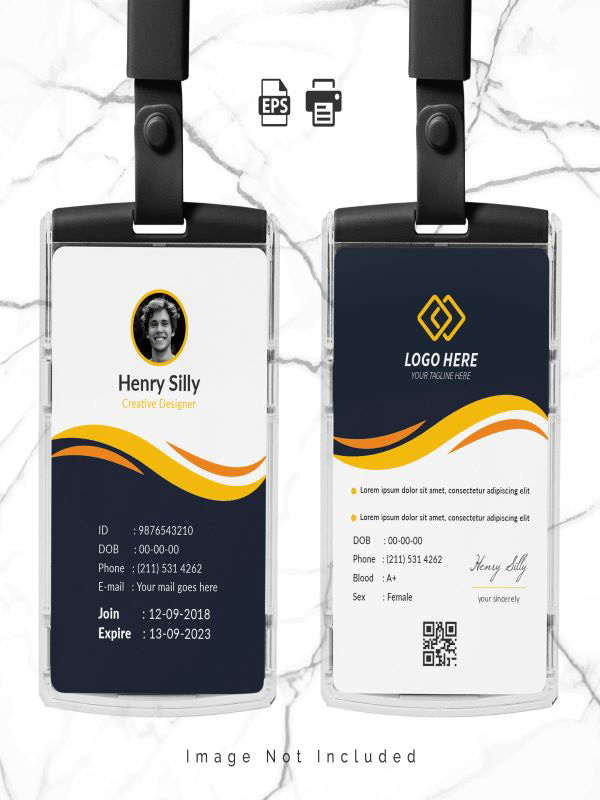 EPS
Henry Silly
Creative Designer
ID : 9876543210
DOB : 00-00-00
Phone : (211) 531 4262
E-mail : Your mail goes here
Join : 12-09-2018
Expire : 13-09-2023
LOGO HERE
YOUR TAGLINE HERE
Lorem ipsum dolor sit amet, consectetur adipiscing elit
Lorem ipsum dolor sit amet, consectetur adipiscing elit
DOB : 00-00-00
Phone : (211) 531 4262
Blood : A+
Sex : Female
Henry Silly
your sincerely
Image Not Included